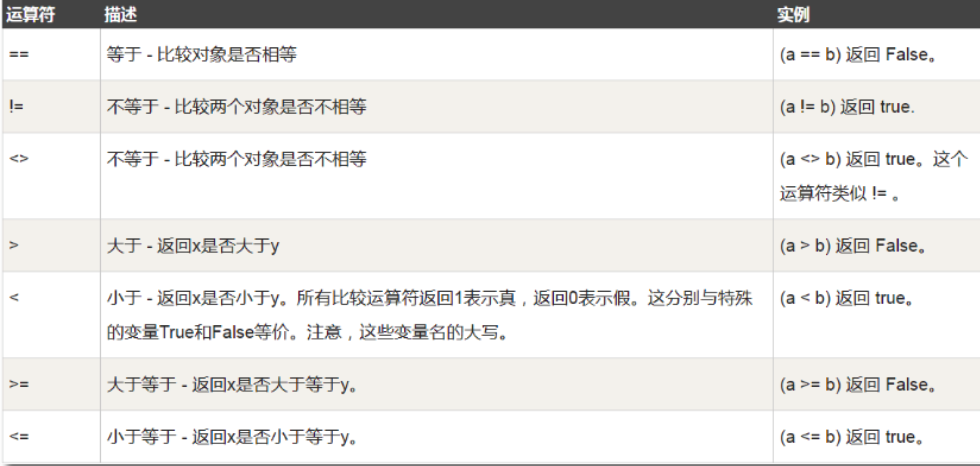 运算符 描述 实例
== 等于 - 比较对象是否相等 (a == b) 返回 False。
!= 不等于 - 比较两个对象是否不相等 (a != b) 返回 true.
<> 不等于 - 比较两个对象是否不相等 (a <> b) 返回 true。这个
运算符类似 != 。
> 大于 - 返回x是否大于y (a > b) 返回 False。
< 小于 - 返回x是否小于y。所有比较运算符返回1表示真，返回0表示假。这分别与特殊 (a < b) 返回 true。
的变量True和False等价。注意，这些变量名的大写。
>= 大于等于 - 返回x是否大于等于y。 (a >= b) 返回 False。
<= 小于等于 - 返回x是否小于等于y。 (a <= b) 返回 true。